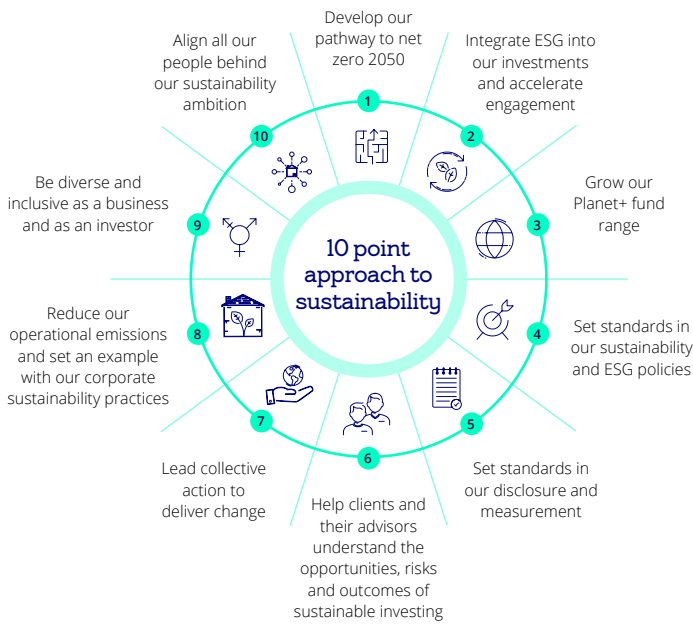 10 point
approach to
sustainability
1
Develop our
pathway to net
zero 2050
2
Integrate ESG into
our investments
and accelerate
engagement
3
Grow our
Planet+ fund
range
4
Set standards in
our sustainability
and ESG policies
5
Set standards in
our disclosure and
measurement
6
Help clients and
their advisors
understand the
opportunities, risks
and outcomes of
sustainable investing
7
Lead collective
action to
deliver change
8
Reduce our
operational emissions
and set an example
with our corporate
sustainability practices
9
Be diverse and
inclusive as a business
and as an investor
10
Align all our
people behind
our sustainability
ambition